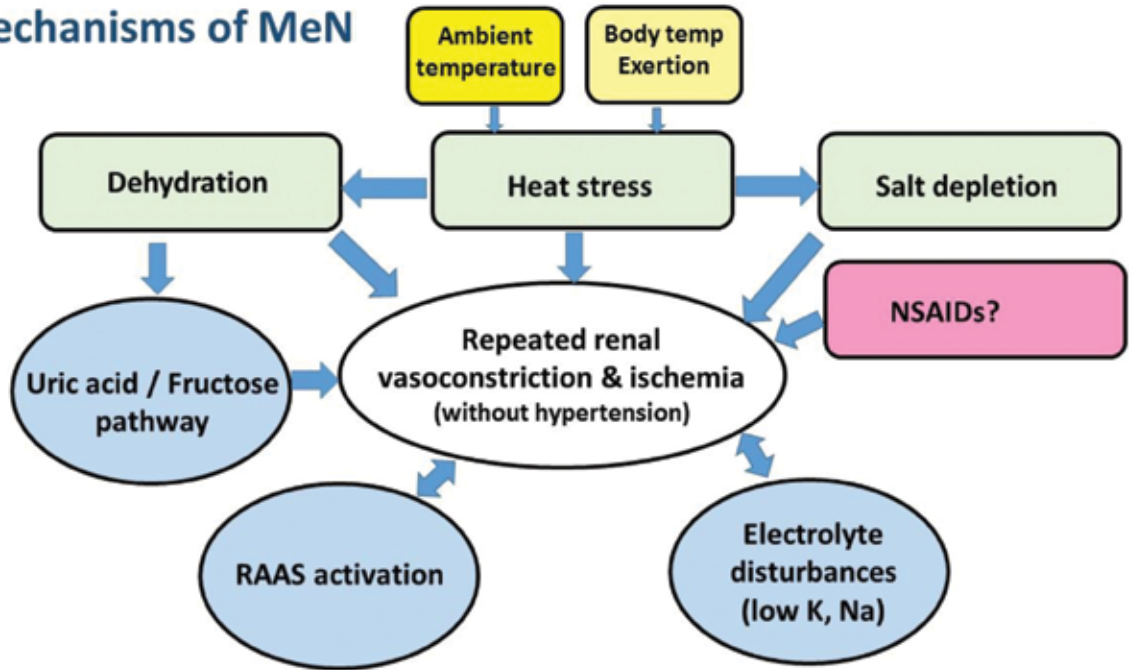 echanisms of MeN
Ambient
temperature
Body temp
Exertion
Dehydration
Heat stress
Salt depletion
NSAIDs?
Repeated renal
vasoconstriction & ischemia
(without hypertension)
Uric acid / Fructose
pathway
RAAS activation
Electrolyte
disturbances
(low K, Na)